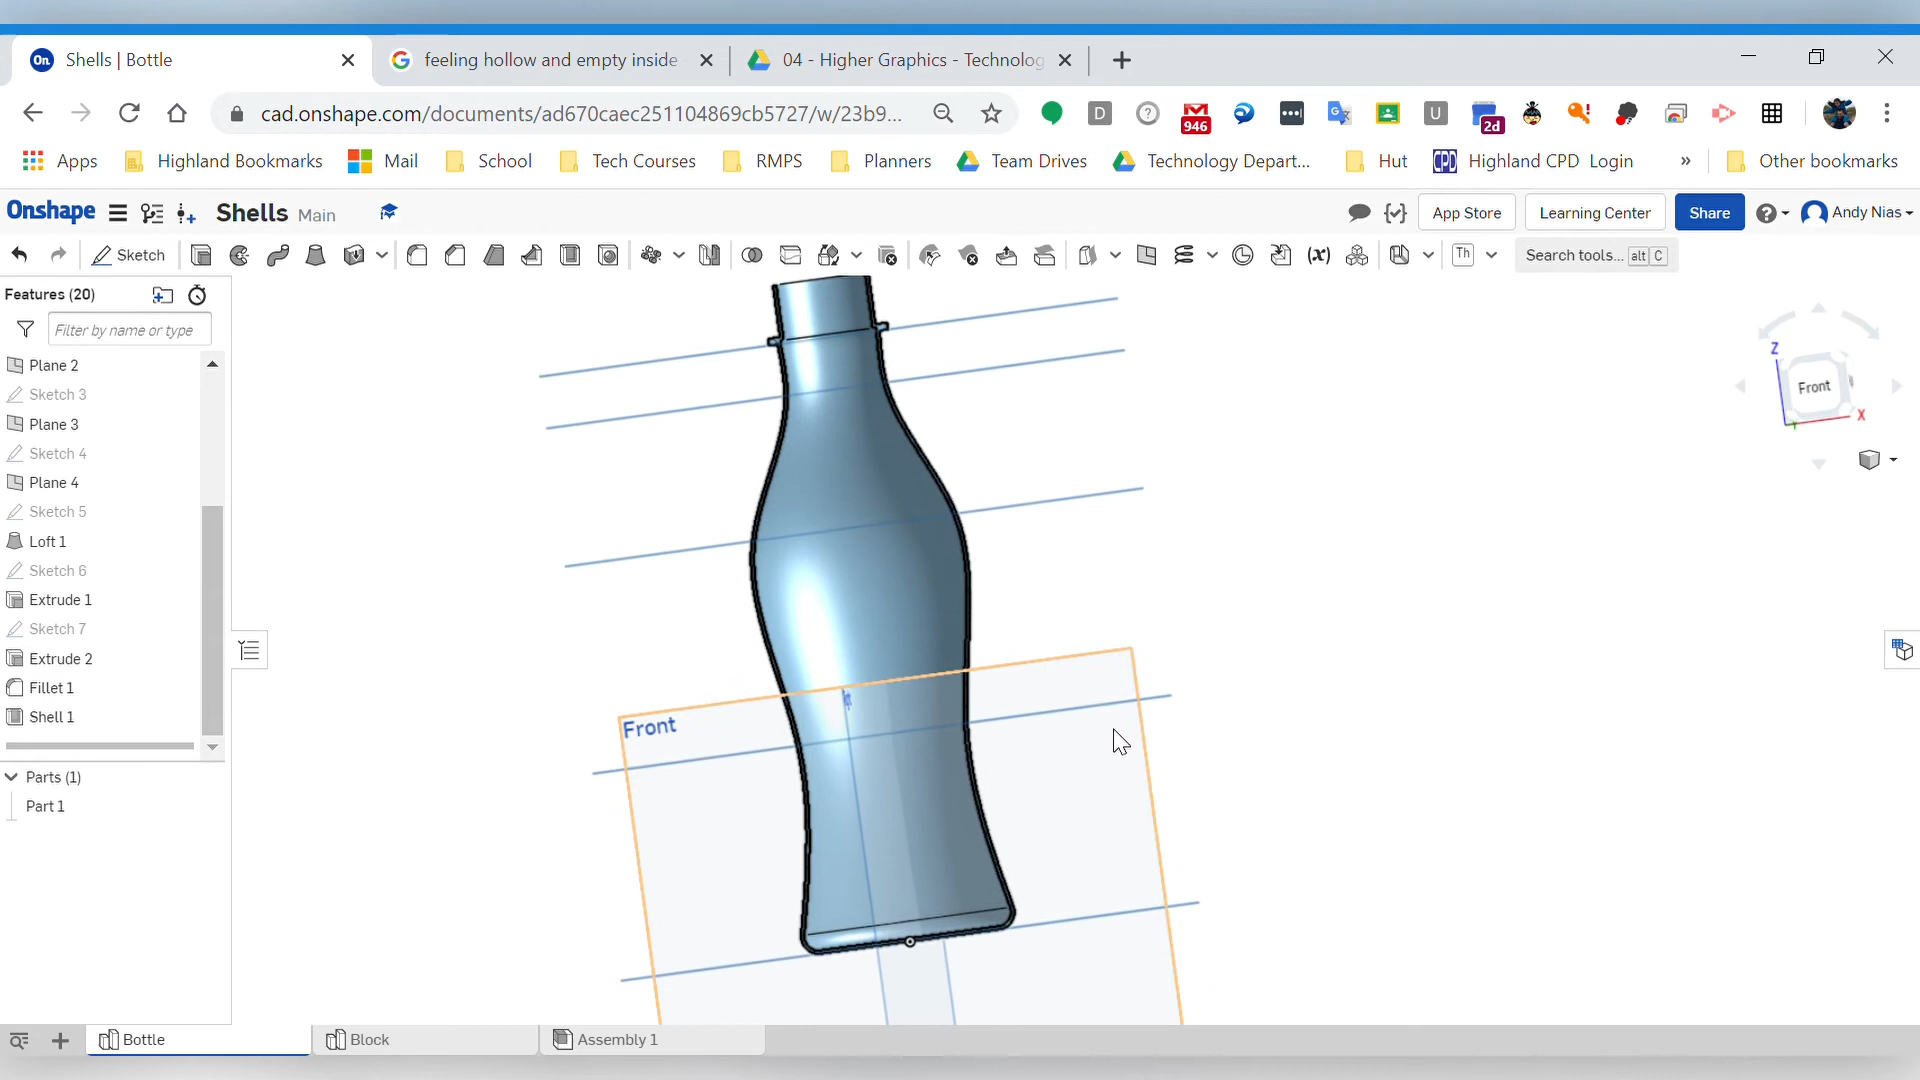 On Shells | Bottle
feeling hollow and empty inside
04 - Higher Graphics - Technolog
cad.onshape.com/documents/ad670caec251104869cb5727/w/23b9...
D ? 946 U 2d
Apps Highland Bookmarks Mail School Tech Courses RMPS Planners Team Drives Technology Depart... Hut CPD Highland CPD Login » Other bookmarks
Onshape Shells Main App Store Learning Center Share ? Andy Nias
Sketch (x) Th Search tools... alt C
Features (20)
Filter by name or type
Plane 2
Sketch 3
Plane 3
Sketch 4
Plane 4
Sketch 5
Loft 1
Sketch 6
Extrude 1
Sketch 7
Extrude 2
Fillet 1
Shell 1
Parts (1)
Part 1
Front
Z
Front
X
Y
Bottle Block Assembly 1